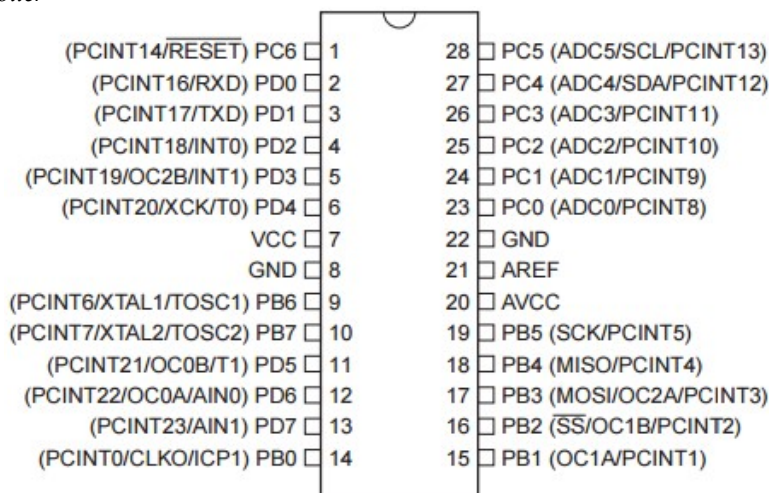 (PCINT14/RESET) PC6 1 28 PC5 (ADC5/SCL/PCINT13)
(PCINT16/RXD) PD0 2 27 PC4 (ADC4/SDA/PCINT12)
(PCINT17/TXD) PD1 3 26 PC3 (ADC3/PCINT11)
(PCINT18/INT0) PD2 4 25 PC2 (ADC2/PCINT10)
(PCINT19/OC2B/INT1) PD3 5 24 PC1 (ADC1/PCINT9)
(PCINT20/XCK/T0) PD4 6 23 PC0 (ADC0/PCINT8)
VCC 7 22 GND
GND 8 21 AREF
(PCINT6/XTAL1/TOSC1) PB6 9 20 AVCC
(PCINT7/XTAL2/TOSC2) PB7 10 19 PB5 (SCK/PCINT5)
(PCINT21/OC0B/T1) PD5 11 18 PB4 (MISO/PCINT4)
(PCINT22/OC0A/AIN0) PD6 12 17 PB3 (MOSI/OC2A/PCINT3)
(PCINT23/AIN1) PD7 13 16 PB2 (SS/OC1B/PCINT2)
(PCINT0/CLKO/ICP1) PB0 14 15 PB1 (OC1A/PCINT1)